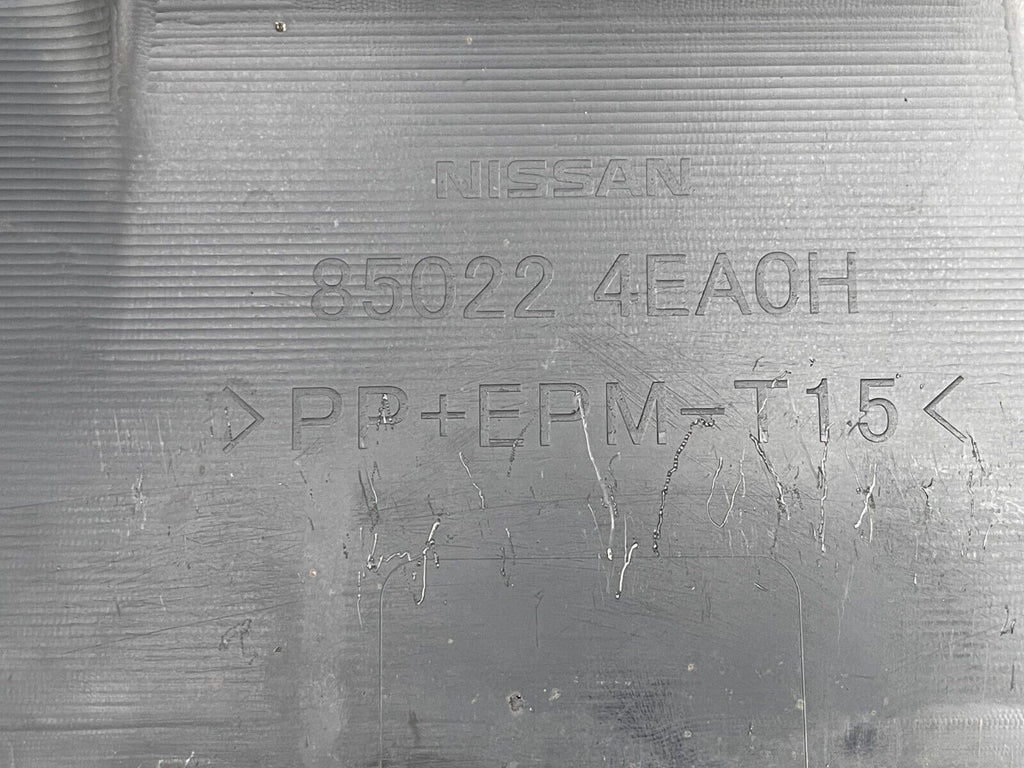 NISSAN
85022 4EA0H
>PP+EPM-T15<